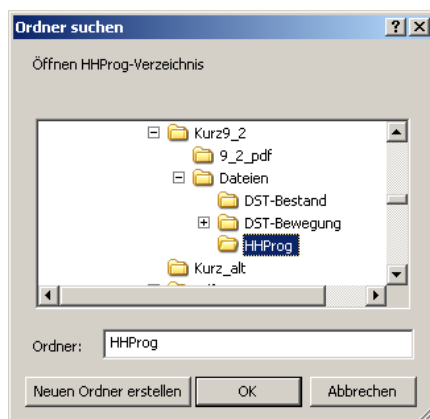 Ordner suchen
Öffnen HHProg-Verzeichnis
Kurz9_2
9_2_pdf
Dateien
DST-Bestand
DST-Bewegung
HHProg
Kurz_alt
Ordner: HHProg
Neuen Ordner erstellen OK Abbrechen